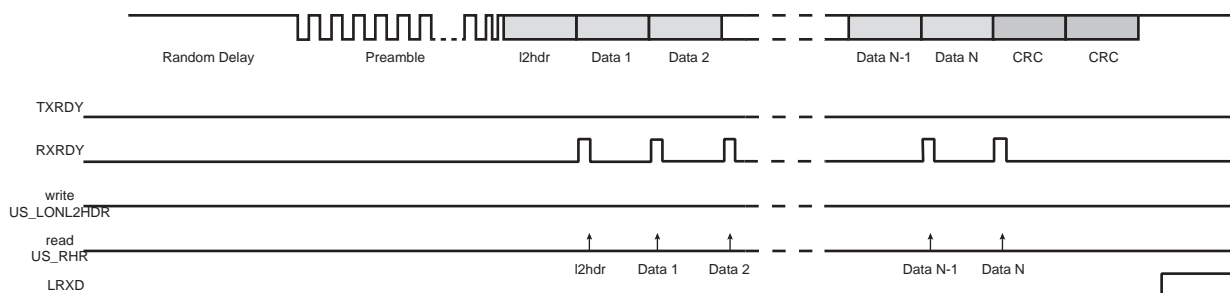 Random Delay Preamble l2hdr Data 1 Data 2 Data N-1 Data N CRC CRC
TXRDY
RXRDY
write
US_LONL2HDR
read
US_RHR
l2hdr Data 1 Data 2 Data N-1 Data N
LRXD